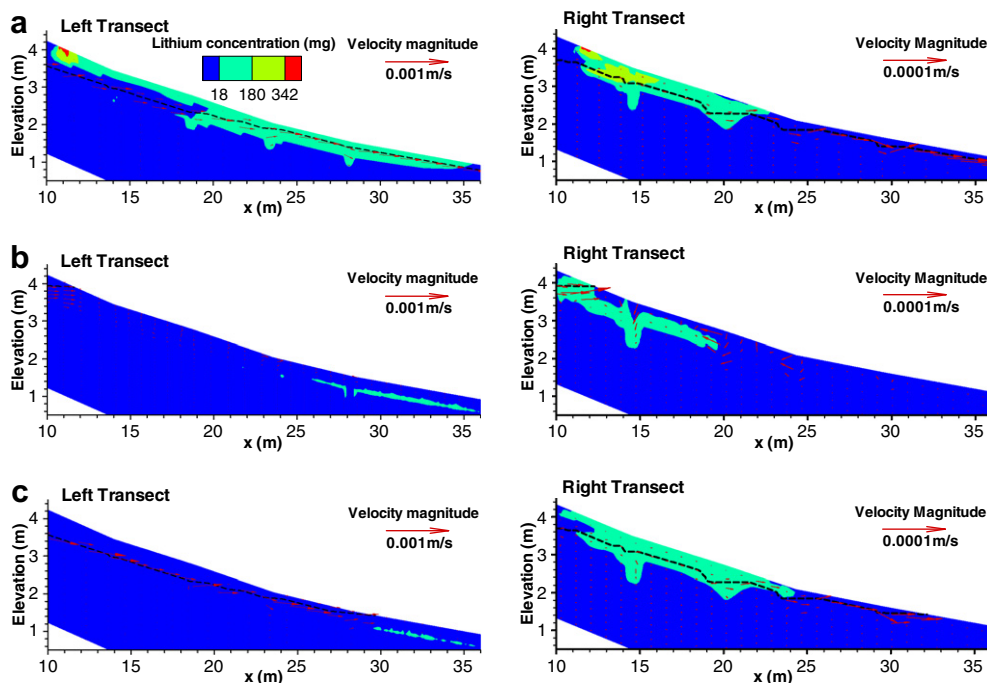 a
Left Transect
Lithium concentration (mg)
18 180 342
Velocity magnitude
0.001m/s
Elevation (m)
4
3
2
1
10 15 20 25 30 35
x (m)
Right Transect
Velocity Magnitude
0.0001m/s
Elevation (m)
4
3
2
1
10 15 20 25 30 35
x (m)
b
Left Transect
Velocity magnitude
0.001m/s
Elevation (m)
4
3
2
1
10 15 20 25 30 35
x (m)
Right Transect
Velocity Magnitude
0.0001m/s
Elevation (m)
4
3
2
1
10 15 20 25 30 35
x (m)
c
Left Transect
Velocity magnitude
0.001m/s
Elevation (m)
4
3
2
1
10 15 20 25 30 35
x (m)
Right Transect
Velocity Magnitude
0.0001m/s
Elevation (m)
4
3
2
1
10 15 20 25 30 35
x (m)